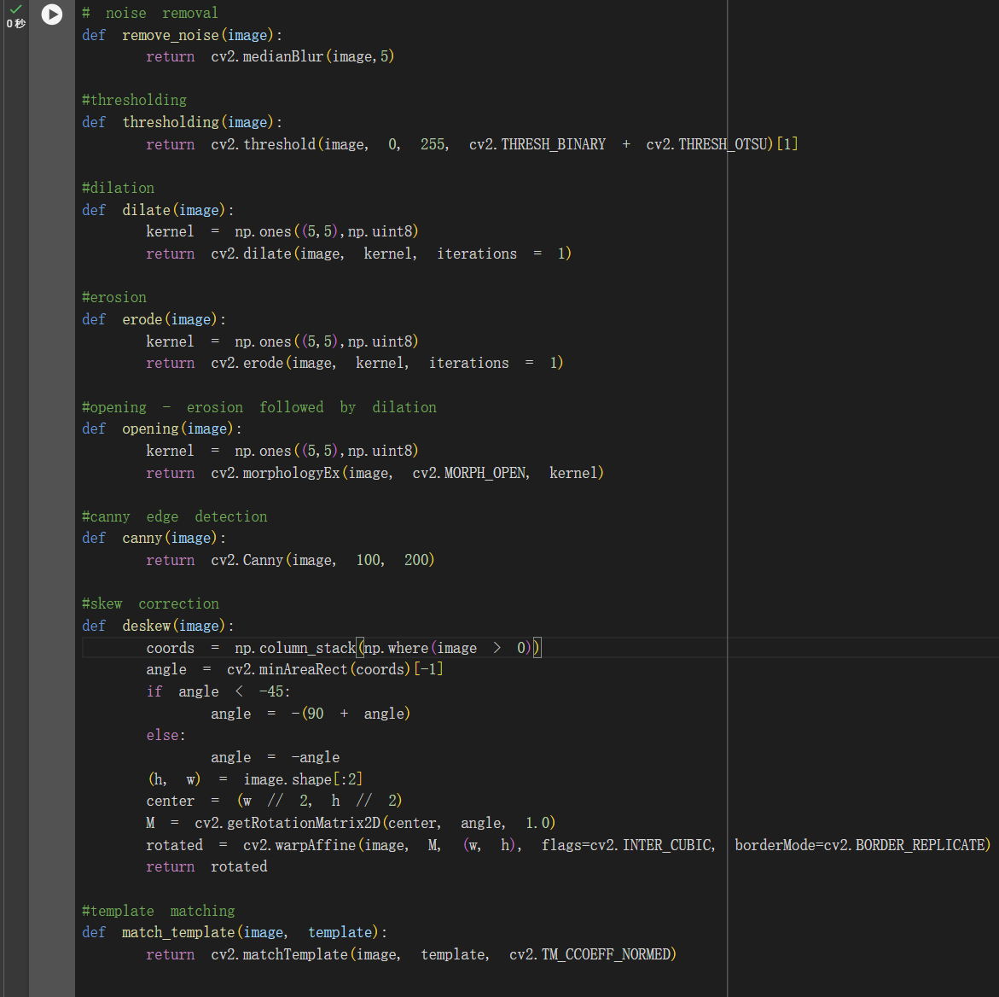 0 秒
# noise removal
def remove_noise(image):
    return cv2.medianBlur(image,5)

#thresholding
def thresholding(image):
    return cv2.threshold(image, 0, 255, cv2.THRESH_BINARY + cv2.THRESH_OTSU)[1]

#dilation
def dilate(image):
    kernel = np.ones((5,5),np.uint8)
    return cv2.dilate(image, kernel, iterations = 1)

#erosion
def erode(image):
    kernel = np.ones((5,5),np.uint8)
    return cv2.erode(image, kernel, iterations = 1)

#opening - erosion followed by dilation
def opening(image):
    kernel = np.ones((5,5),np.uint8)
    return cv2.morphologyEx(image, cv2.MORPH_OPEN, kernel)

#canny edge detection
def canny(image):
    return cv2.Canny(image, 100, 200)

#skew correction
def deskew(image):
    coords = np.column_stack(np.where(image > 0))
    angle = cv2.minAreaRect(coords)[-1]
    if angle < -45:
        angle = -(90 + angle)
    else:
        angle = -angle
    (h, w) = image.shape[:2]
    center = (w // 2, h // 2)
    M = cv2.getRotationMatrix2D(center, angle, 1.0)
    rotated = cv2.warpAffine(image, M, (w, h), flags=cv2.INTER_CUBIC, borderMode=cv2.BORDER_REPLICATE)
    return rotated

#template matching
def match_template(image, template):
    return cv2.matchTemplate(image, template, cv2.TM_CCOEFF_NORMED)